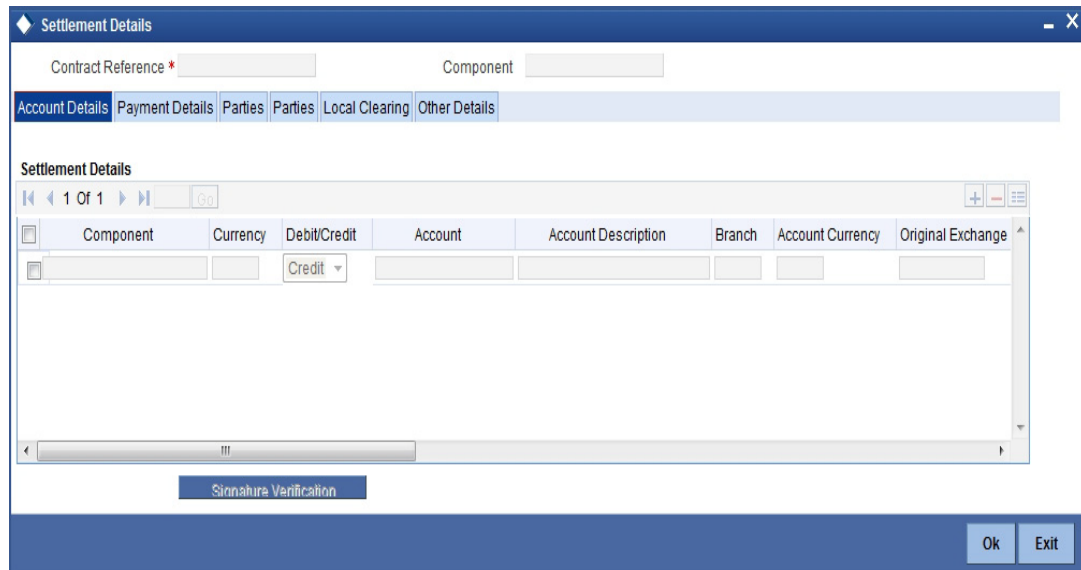 Settlement Details
Contract Reference * Component
Account Details Payment Details Parties Parties Local Clearing Other Details
Settlement Details
1 Of 1 Go
Component Currency Debit/Credit Account Account Description Branch Account Currency Original Exchange
Credit
Signature Verification
Ok Exit